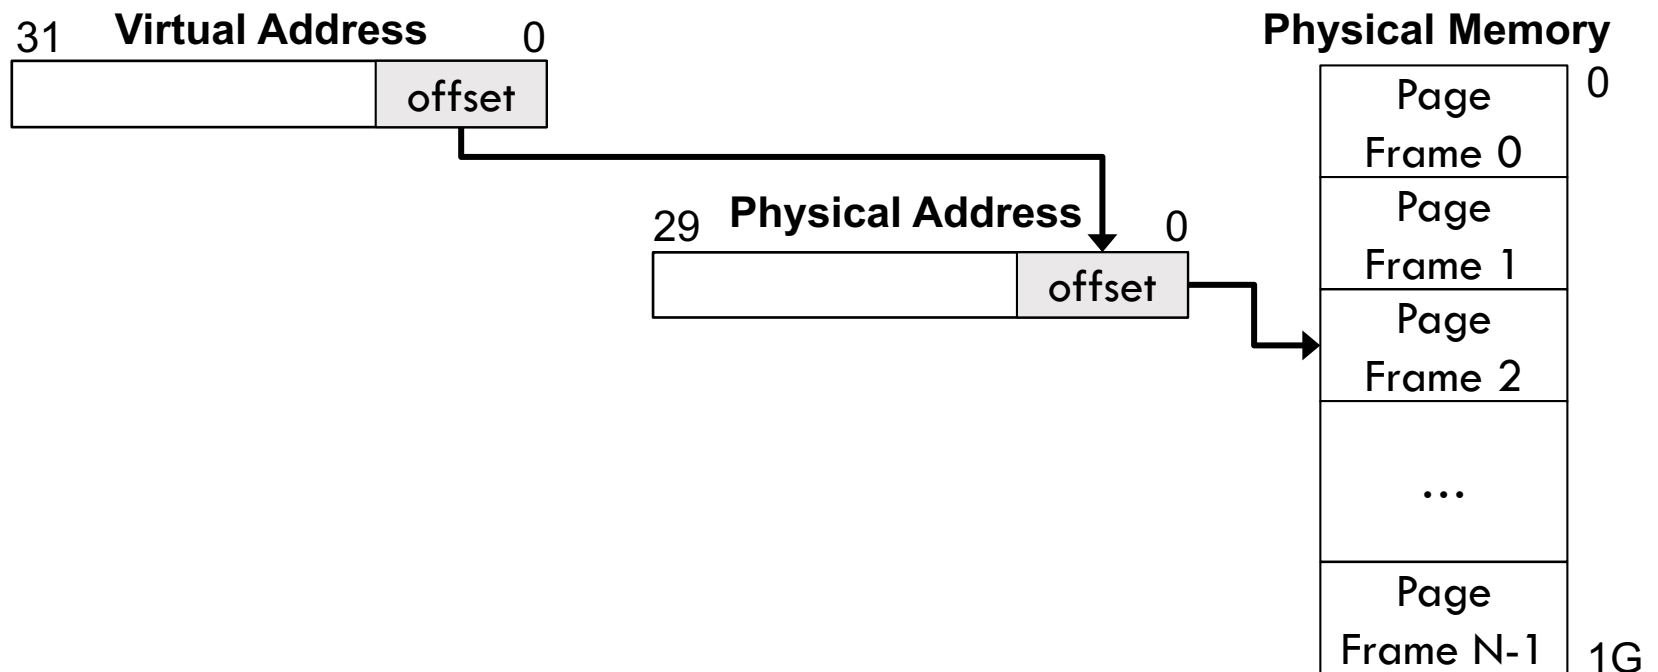 Virtual Address
31
0
offset
Physical Address
29
0
offset
Physical Memory
0
Page
Frame 0
Page
Frame 1
Page
Frame 2
...
Page
Frame N-1
1G